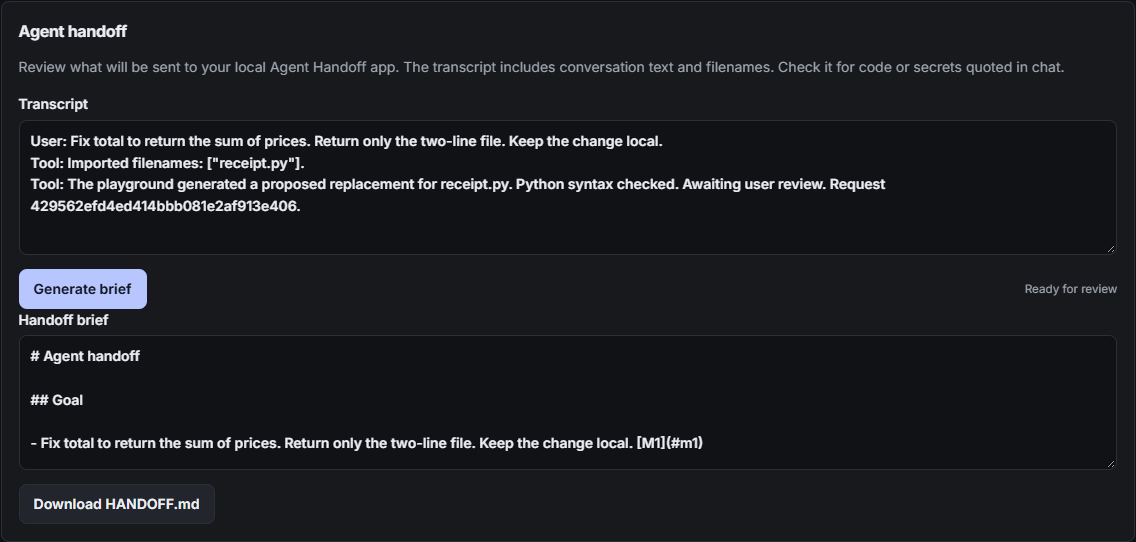 Agent handoff
Review what will be sent to your local Agent Handoff app. The transcript includes conversation text and filenames. Check it for code or secrets quoted in chat.
Transcript
User: Fix total to return the sum of prices. Return only the two-line file. Keep the change local.
Tool: Imported filenames: ["receipt.py"].
Tool: The playground generated a proposed replacement for receipt.py. Python syntax checked. Awaiting user review. Request
429562efd4ed414bbb081e2af913e406.
Generate brief
Ready for review
Handoff brief
# Agent handoff
## Goal
- Fix total to return the sum of prices. Return only the two-line file. Keep the change local. [M1](#m1)
Download HANDOFF.md